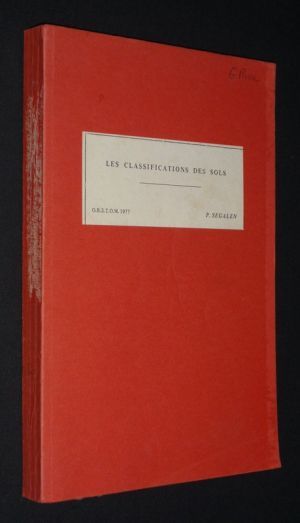 LES CLASSIFICATIONS DES SOLS
O.R.S.T.O.M. 1977
P. SEGALEN